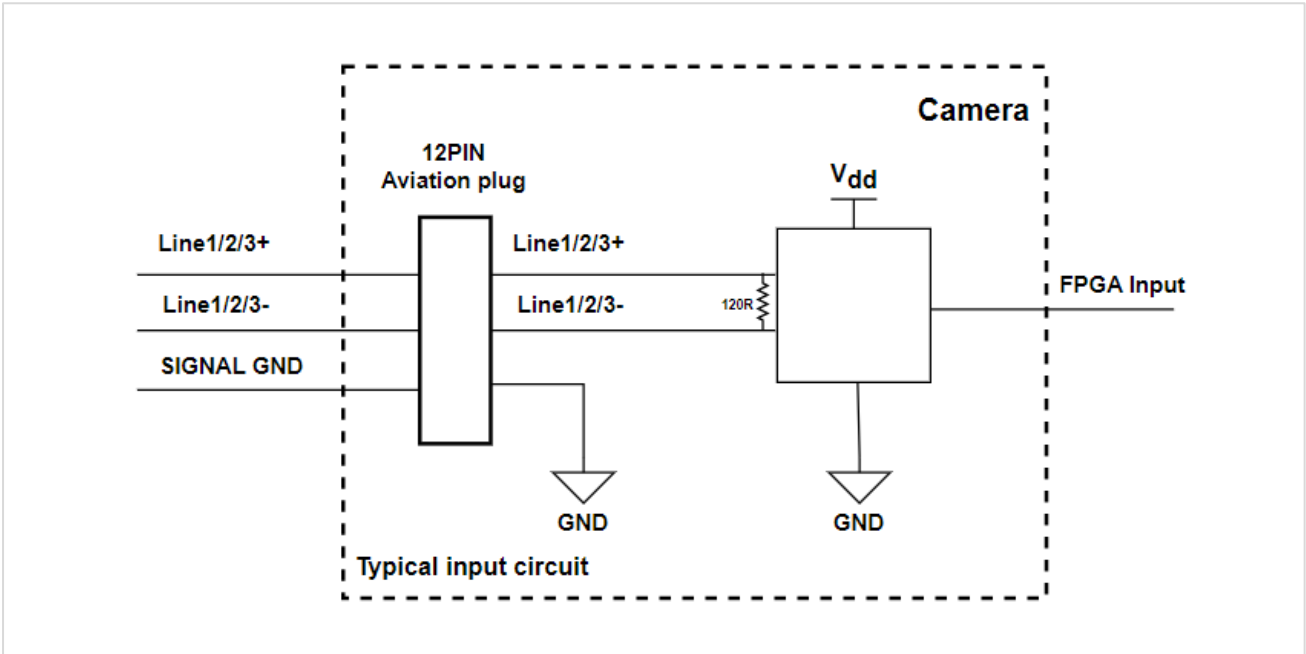 Camera
12PIN
Aviation plug
Vdd
Line1/2/3+
Line1/2/3+
FPGA Input
Line1/2/3-
Line1/2/3-
120R
SIGNAL GND
GND
GND
Typical input circuit